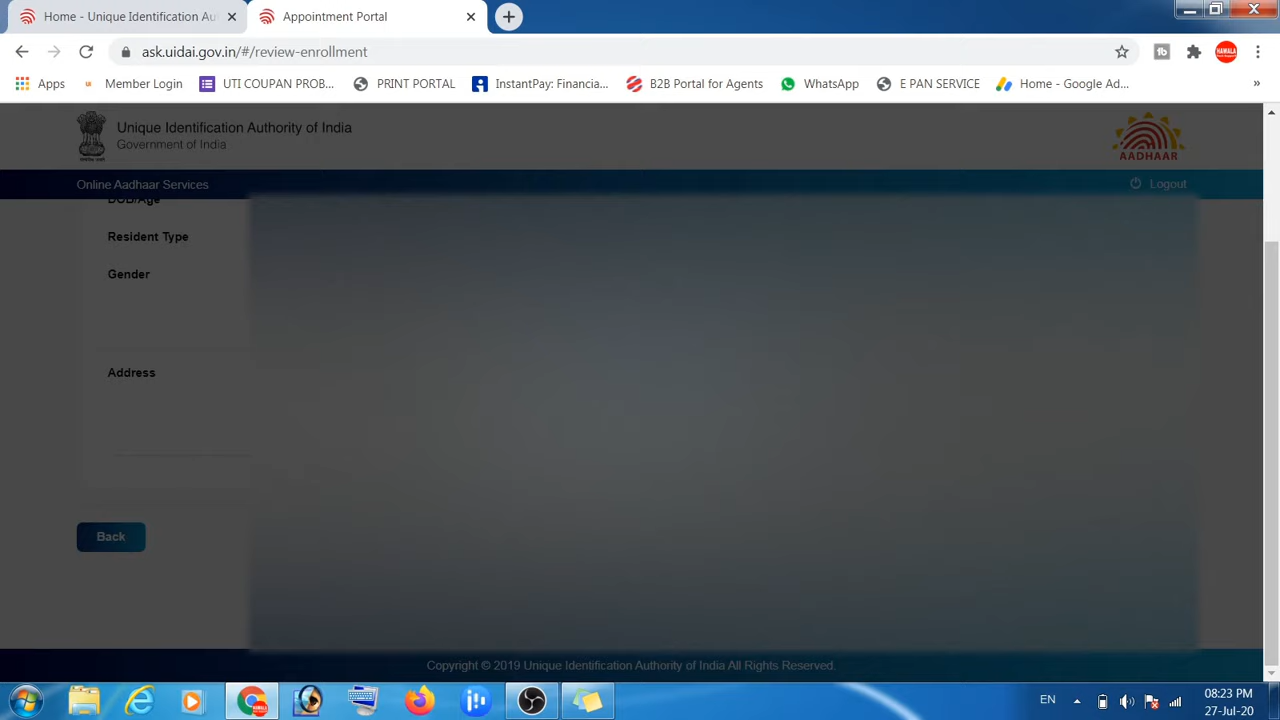 Home - Unique Identification Au
Appointment Portal
ask.uidai.gov.in/#/review-enrollment
Apps
Member Login
UTI COUPAN PROB...
PRINT PORTAL
InstantPay: Financia...
B2B Portal for Agents
WhatsApp
E PAN SERVICE
Home - Google Ad...
»
Unique Identification Authority of India
Government of India
AADHAAR
Online Aadhaar Services
Logout
DOB/Age
Resident Type
Gender
Address
Back
Copyright © 2019 Unique Identification Authority of India All Rights Reserved.
EN
08:23 PM
27-Jul-20